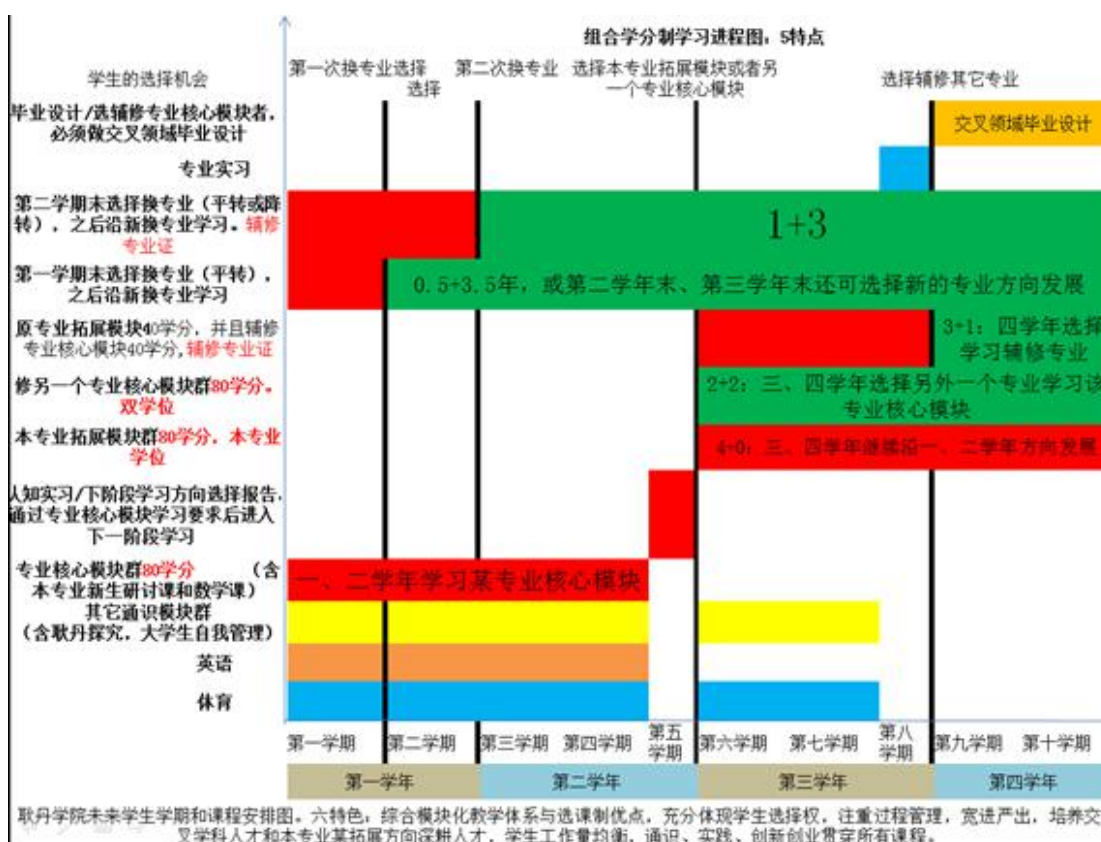 组合学分制学习进程图：5特点
学生的选择机会
第一次换专业选择
第二次换专业
选择
选择本专业拓展模块或者另
一个专业核心模块
选择辅修其它专业
毕业设计/选辅修专业核心模块者，
必须做交叉领域毕业设计
交叉领域毕业设计
专业实习
第二学期末选择换专业（平转或降
转），之后沿新换专业学习。辅修
专业证
1+3
第一学期末选择换专业（平转），
之后沿新换专业学习
0.5+3.5年，或第二学年末、第三学年末还可选择新的专业方向发展
原专业拓展模块40学分，并且辅修
专业核心模块40学分,辅修专业证
3+1：四学年选择
学习辅修专业
修另一个专业核心模块群80学分。
双学位
2+2：三、四学年选择另外一个专业学习该
专业核心模块
本专业拓展模块群80学分，本专业
学位
4+0：三、四学年继续沿一、二学年方向发展
认知实习/下阶段学习方向选择报告，
通过专业核心模块学习要求后进入
下一阶段学习
专业核心模块群80学分 （含
本专业新生研讨课和数学课）
一、二学年学习某专业核心模块
其它通识模块群
（含耿丹探究，大学生自我管理）
英语
体育
第一学期
第二学期
第三学期
第四学期
第五
学期
第六学期
第七学期
第八
学期
第九学期
第十学期
第一学年
第二学年
第三学年
第四学年
耿丹学院未来学生学期和课程安排图。六特色：综合模块化教学体系与选课制优点，充分体现学生选择权，注重过程管理，宽进严出，培养交
叉学科人才和本专业某拓展方向深耕人才，学生工作量均衡，通识、实践、创新创业贯穿所有课程。